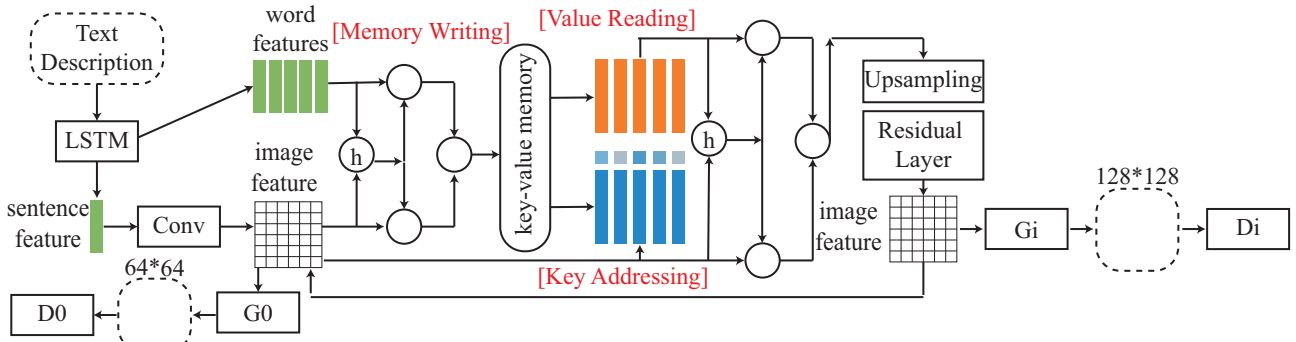 Text
Description
LSTM
sentence
feature
Conv
word
features
image
feature
[Memory Writing]
h
key-value memory
[Value Reading]
[Key Addressing]
h
Upsampling
Residual
Layer
image
feature
Gi
128*128
Di
64*64
D0
G0